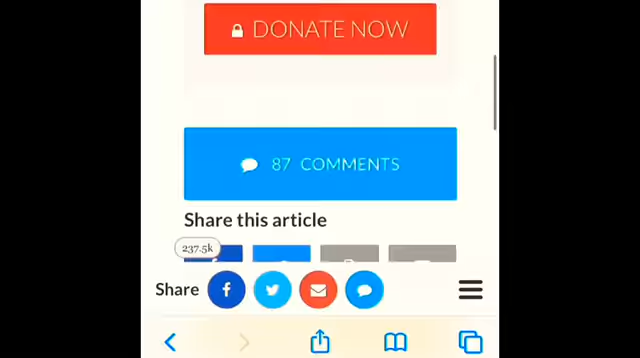 DONATE NOW
87 COMMENTS
Share this article
237.5k
Share